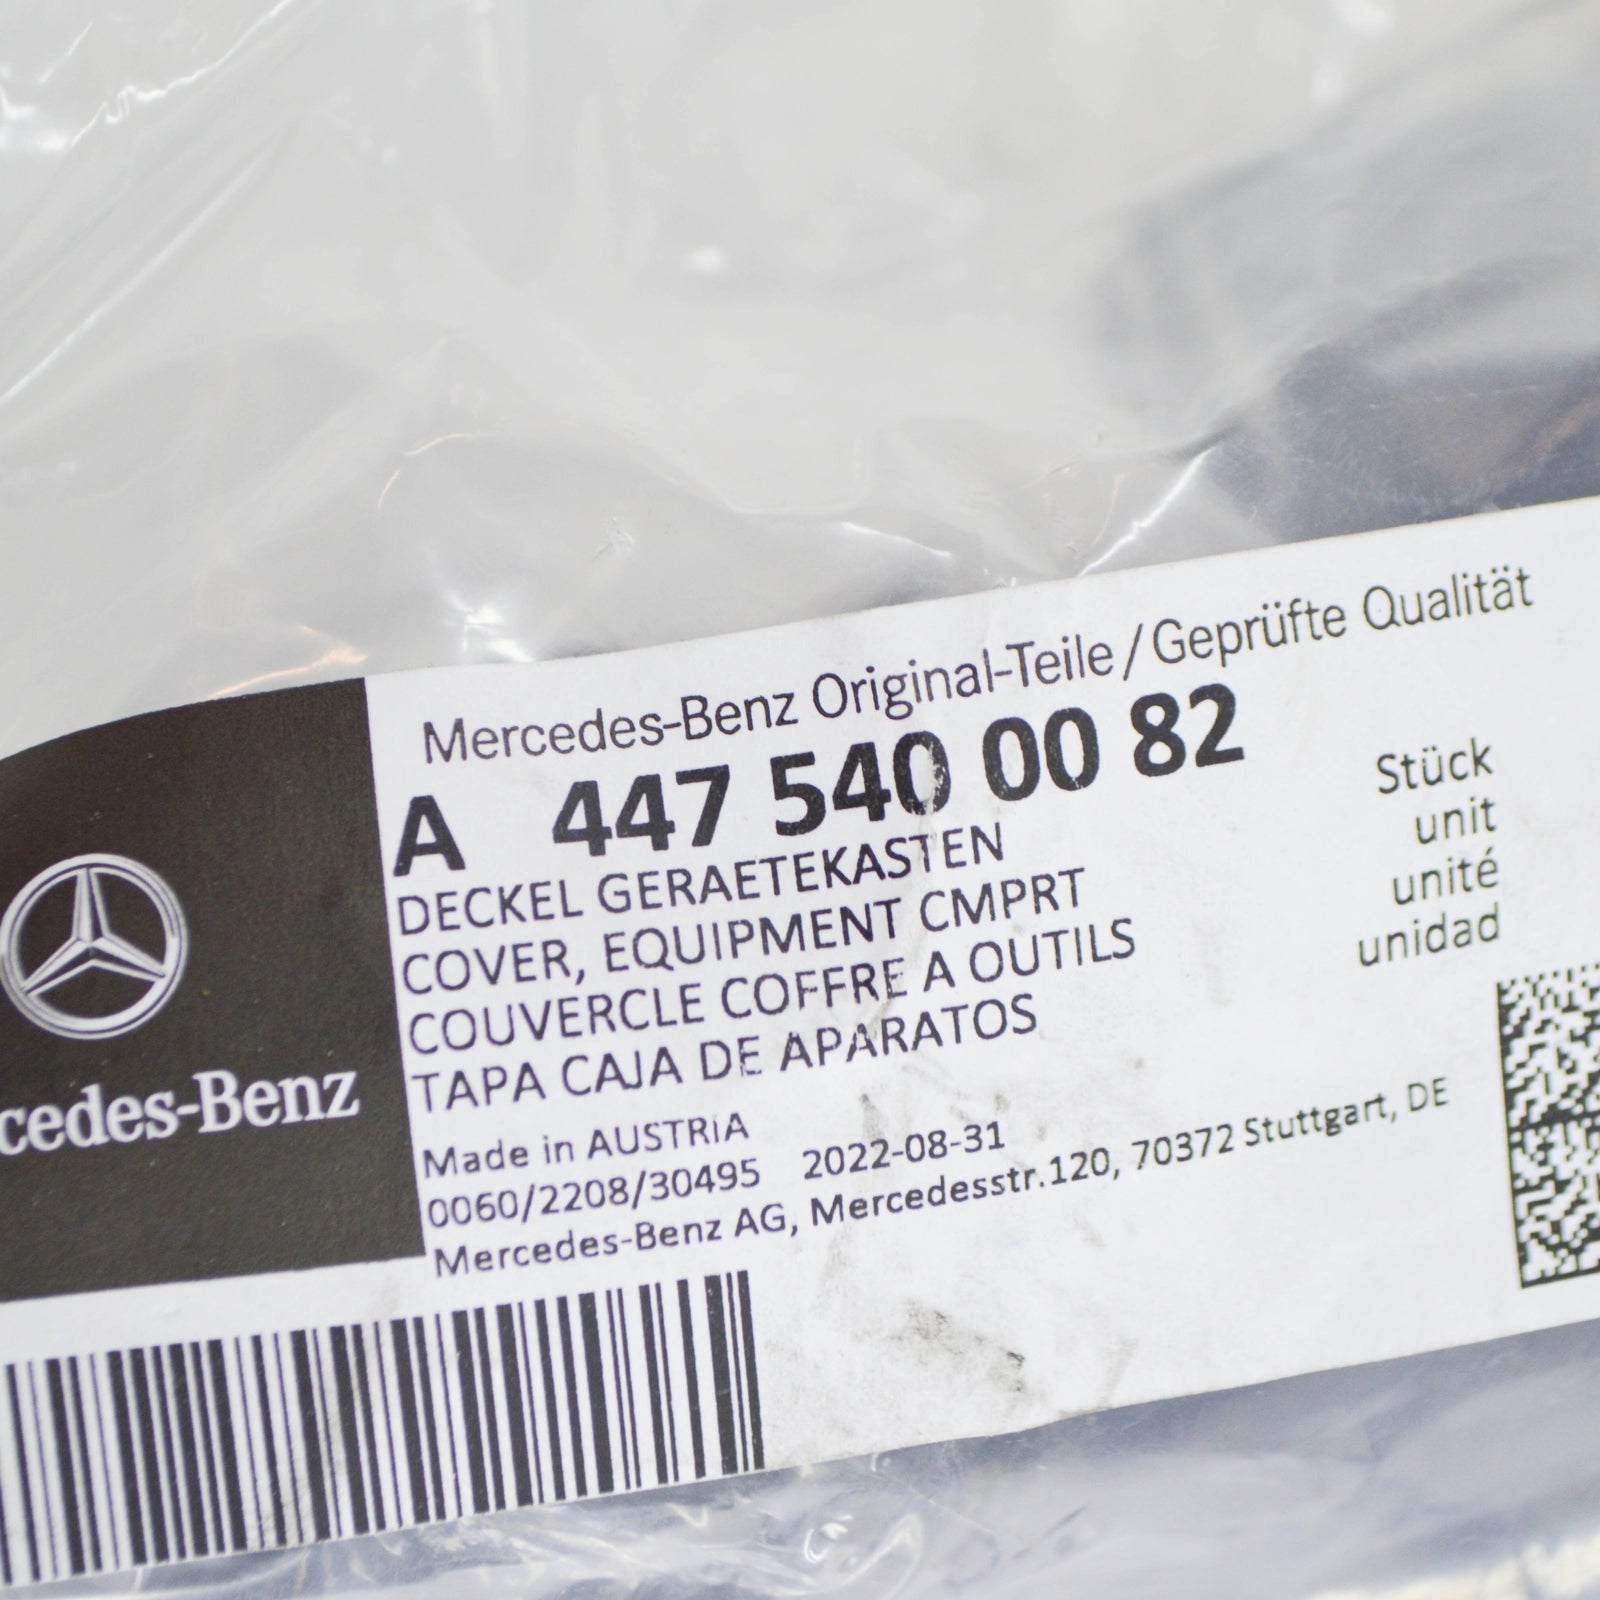 Mercedes-Benz Original-Teile / Geprüfte Qualität
A 447 540 00 82
DECKEL GERAETEKASTEN
COVER, EQUIPMENT CMPRT
COUVERCLE COFFRE A OUTILS
TAPA CAJA DE APARATOS
Stück
unit
unité
unidad
Made in AUSTRIA
0060/2208/30495 2022-08-31
Mercedes-Benz AG, Mercedesstr.120, 70372 Stuttgart, DE
cedes-Benz